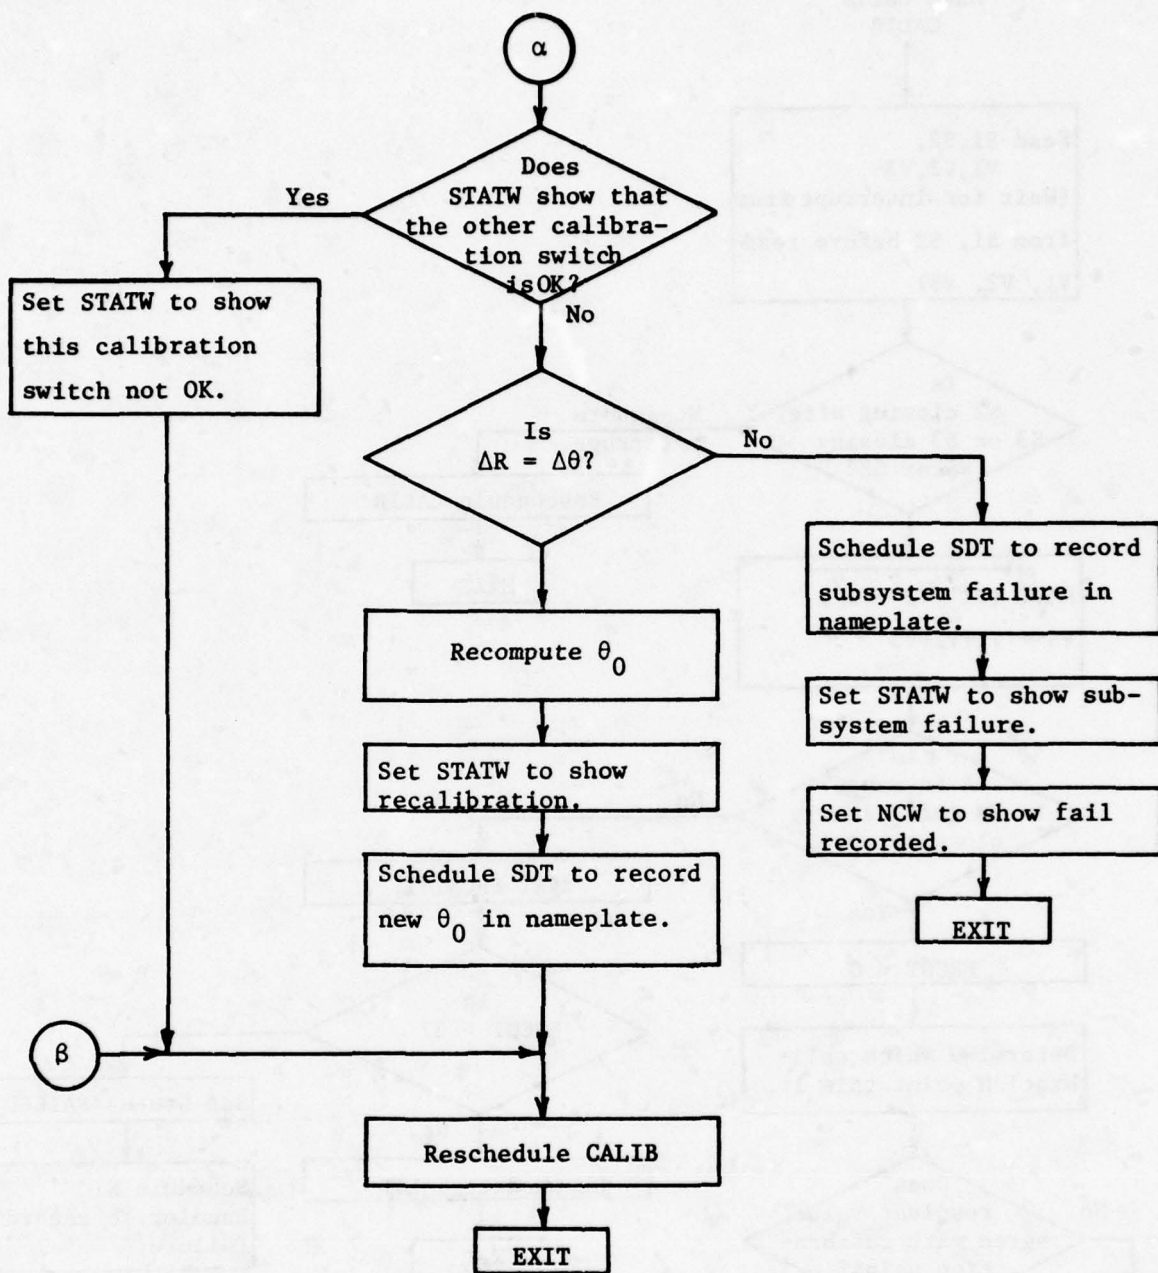 α
Does
STATW show that
the other calibra-
tion switch
is OK?
Yes
No
Set STATW to show
this calibration
switch not OK.
Is
ΔR = Δθ?
No
Schedule SDT to record
subsystem failure in
nameplate.
Recompute θ0
Set STATW to show sub-
system failure.
Set STATW to show
recalibration.
Set NCW to show fail
recorded.
Schedule SDT to record
new θ0 in nameplate.
EXIT
β
Reschedule CALIB
EXIT